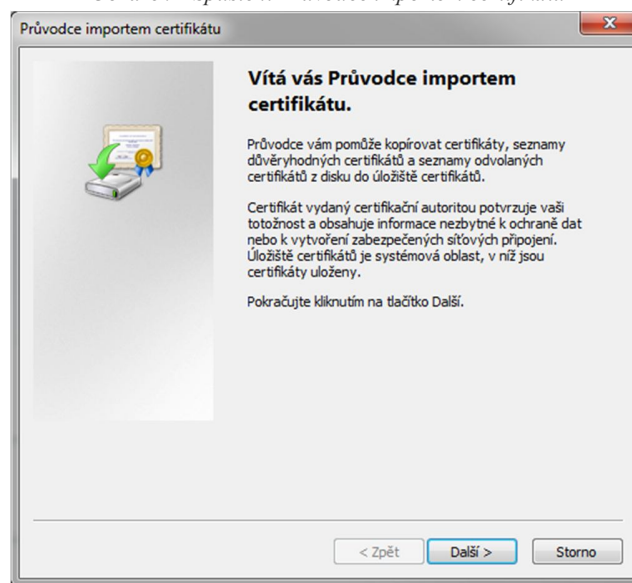 Průvodce importem certifikátu
Vítá vás Průvodce importem
certifikátu.
Průvodce vám pomůže kopírovat certifikáty, seznamy
důvěryhodných certifikátů a seznamy odvolaných
certifikátů z disku do úložiště certifikátů.
Certifikát vydaný certifikační autoritou potvrzuje vaši
totožnost a obsahuje informace nezbytné k ochraně dat
nebo k vytvoření zabezpečených síťových připojení.
Úložiště certifikátů je systémová oblast, v níž jsou
certifikáty uloženy.
Pokračujte kliknutím na tlačítko Další.
< Zpět
Další >
Storno